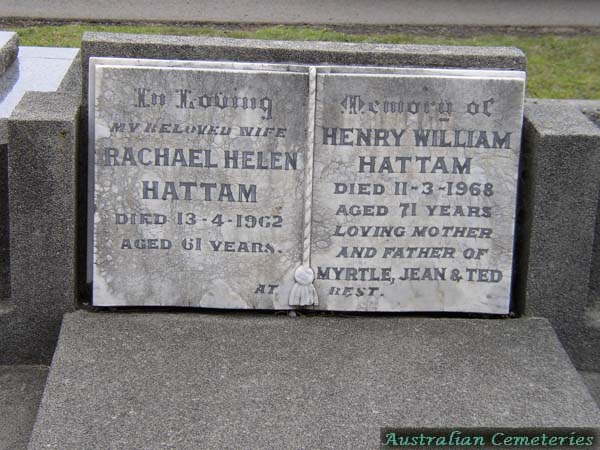 In Loving
MY BELOVED WIFE
RACHAEL HELEN
HATTAM
DIED 13-4-1962
AGED 61 YEARS.
Memory of
HENRY WILLIAM
HATTAM
DIED 11-3-1968
AGED 71 YEARS
LOVING MOTHER
AND FATHER OF
MYRTLE, JEAN & TED
AT REST.
Australian Cemeteries